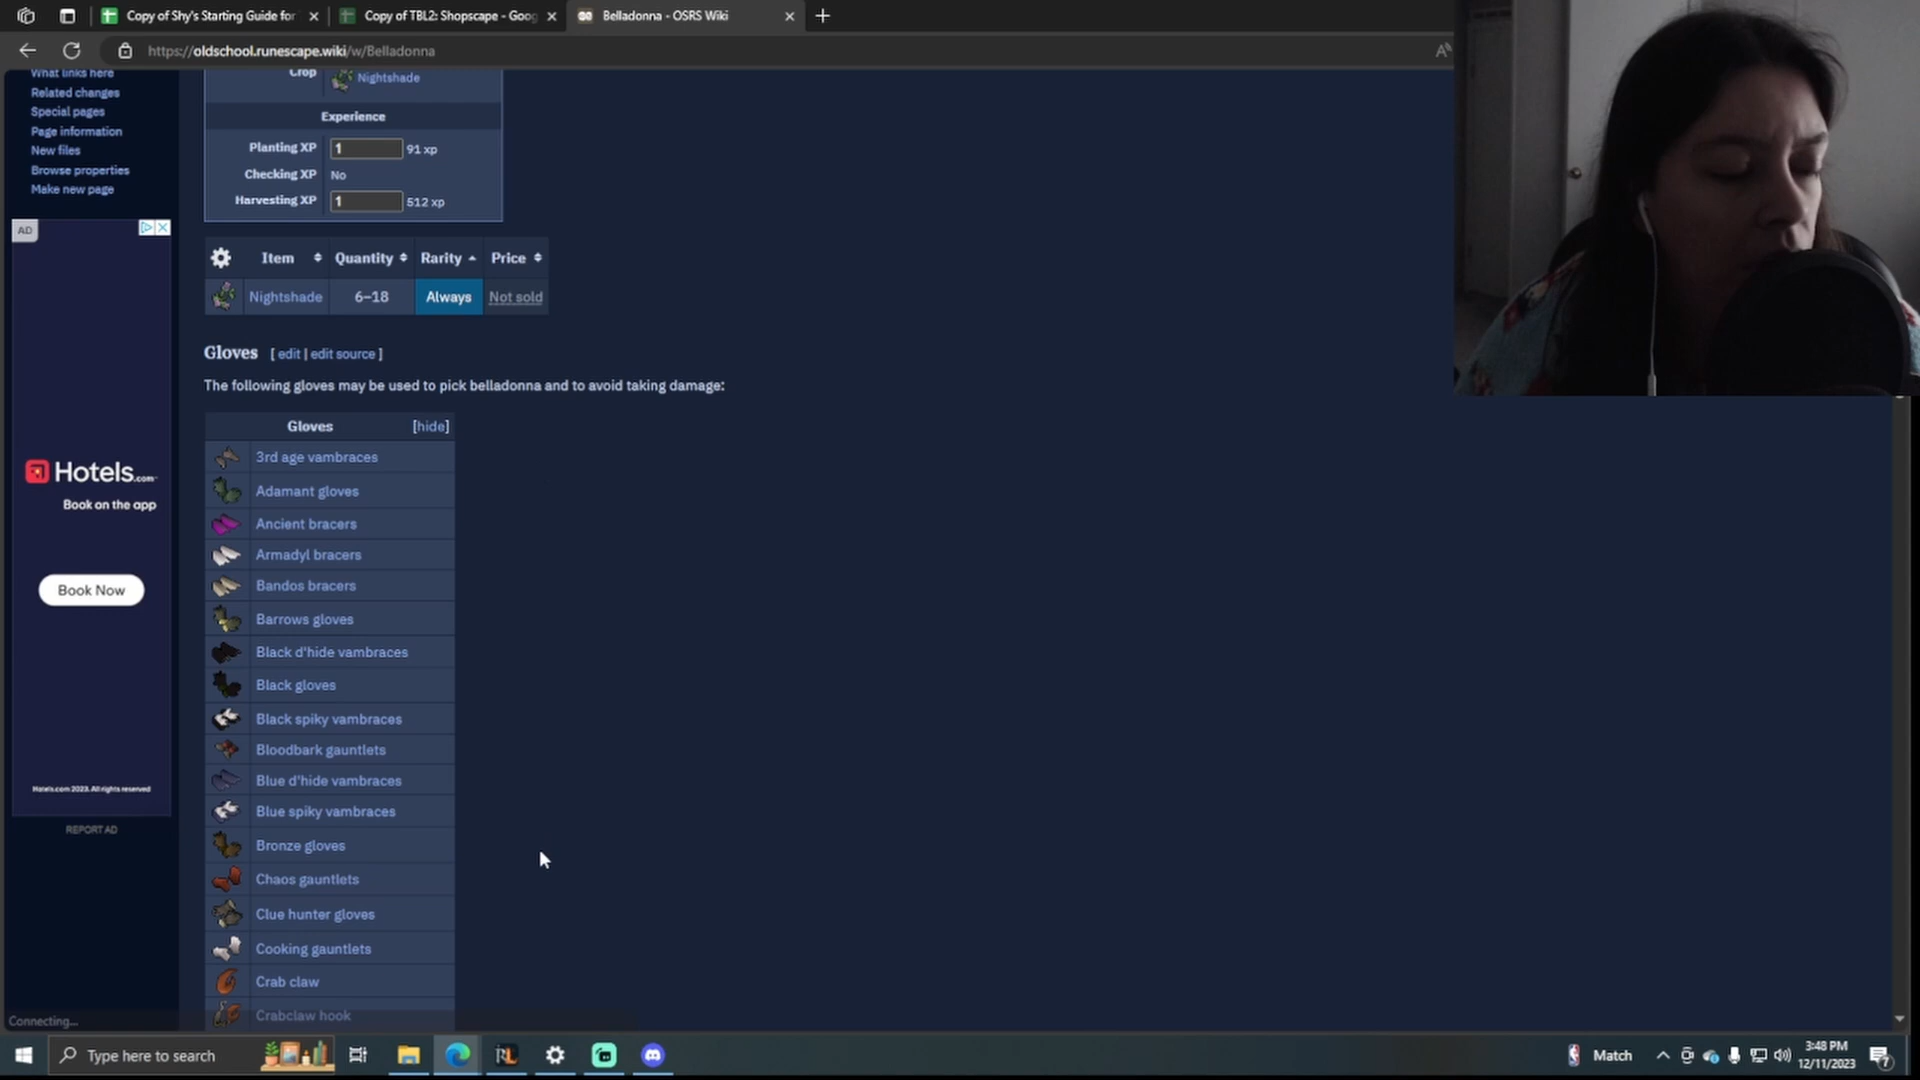 Copy of Shy's Starting Guide for
Copy of TBL2: Shopscape - Goog
Belladonna - OSRS Wiki
https://oldschool.runescape.wiki/w/Belladonna
What links here
Related changes
Special pages
Page information
New files
Browse properties
Make new page
AD
Hotels.com
Book on the app
Book Now
Hotels.com 2023. All rights reserved
REPORT AD
Crop Nightshade
Experience
Planting XP 1 91 xp
Checking XP No
Harvesting XP 1 512 xp
Item Quantity Rarity Price
Nightshade 6–18 Always Not sold
Gloves [ edit | edit source ]
The following gloves may be used to pick belladonna and to avoid taking damage:
Gloves [hide]
3rd age vambraces
Adamant gloves
Ancient bracers
Armadyl bracers
Bandos bracers
Barrows gloves
Black d'hide vambraces
Black gloves
Black spiky vambraces
Bloodbark gauntlets
Blue d'hide vambraces
Blue spiky vambraces
Bronze gloves
Chaos gauntlets
Clue hunter gloves
Cooking gauntlets
Crab claw
Crabclaw hook
Connecting...
Type here to search
Match
3:48 PM
12/11/2023
7